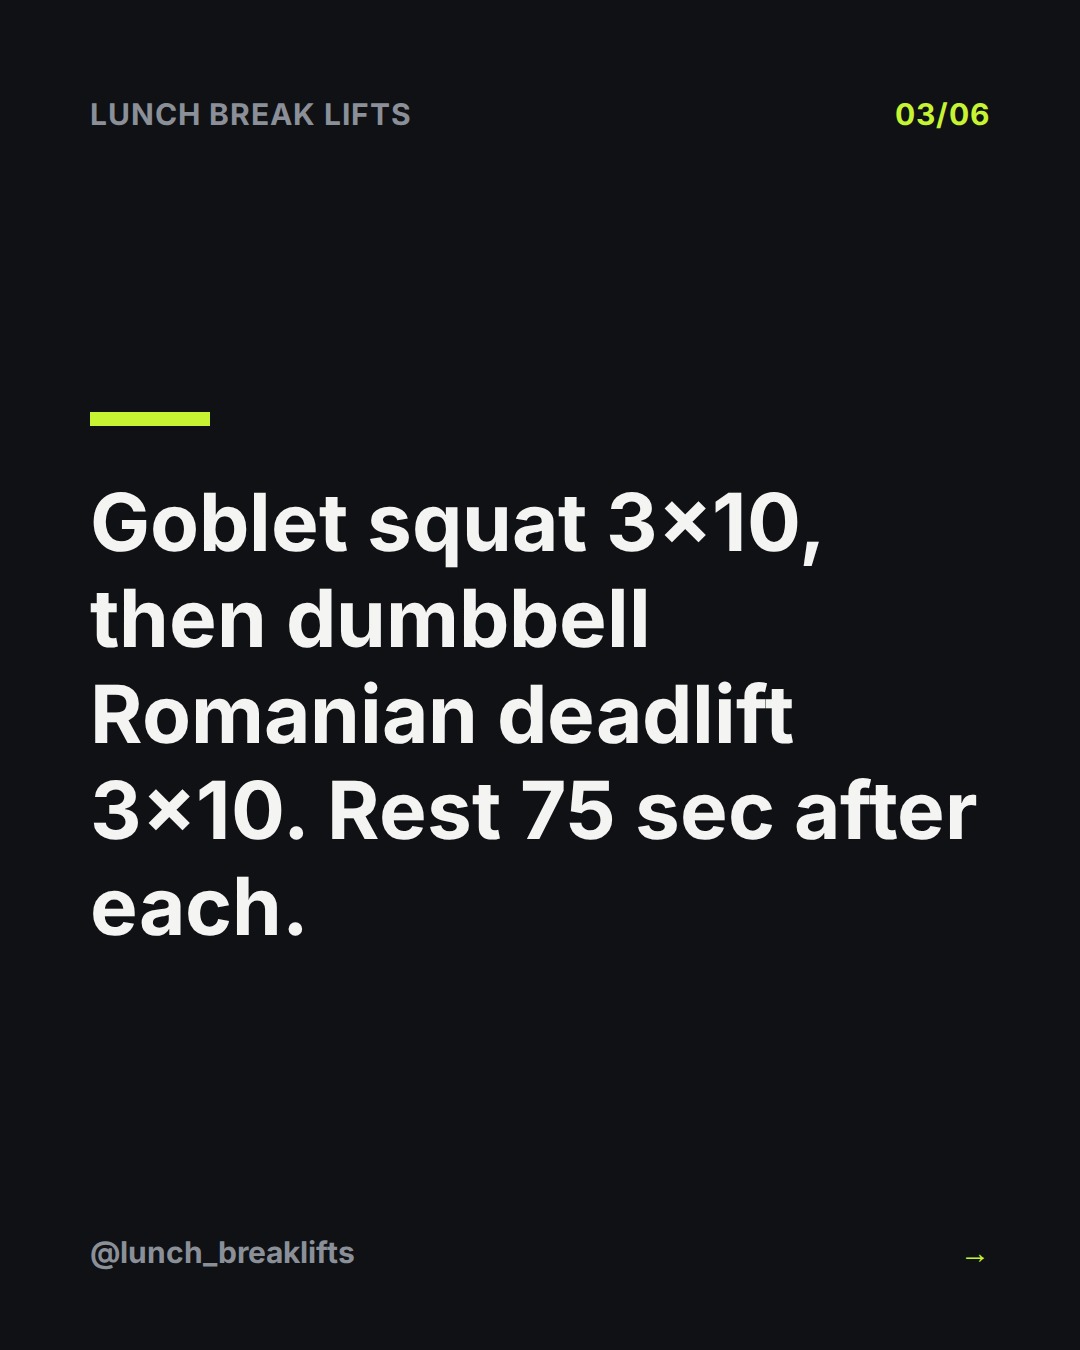 LUNCH BREAK LIFTS
03/06
Goblet squat 3×10,
then dumbbell
Romanian deadlift
3×10. Rest 75 sec after
each.
@lunch_breaklifts
→